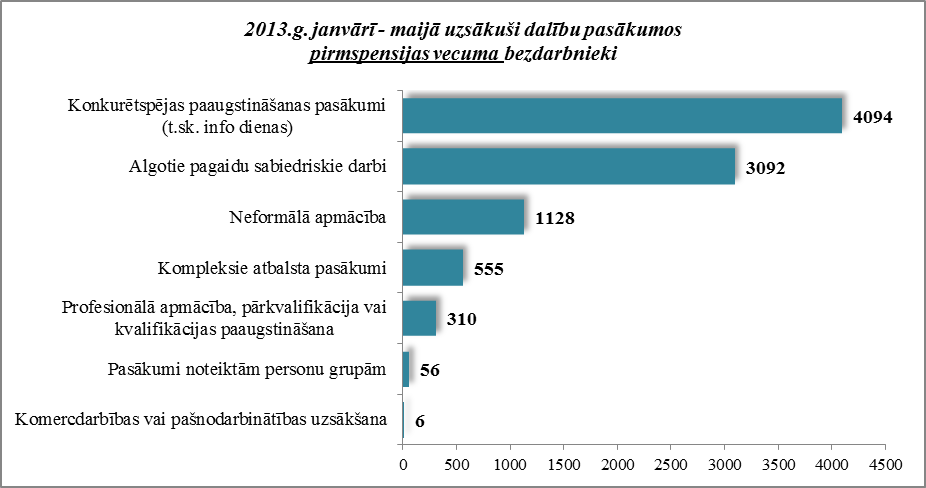 2013.g. janvārī - maijā uzsākuši dalību pasākumos
pirmspensijas vecuma bezdarbnieki
Konkurētspējas paaugstināšanas pasākumi
(t.sk. info dienas)
4094
Algotie pagaidu sabiedriskie darbi
3092
Neformālā apmācība
1128
Kompleksie atbalsta pasākumi
555
Profesionālā apmācība, pārkvalifikācija vai
kvalifikācijas paaugstināšana
310
Pasākumi noteiktām personu grupām
56
Komercdarbības vai pašnodarbinātības uzsākšana
6
0 500 1000 1500 2000 2500 3000 3500 4000 4500